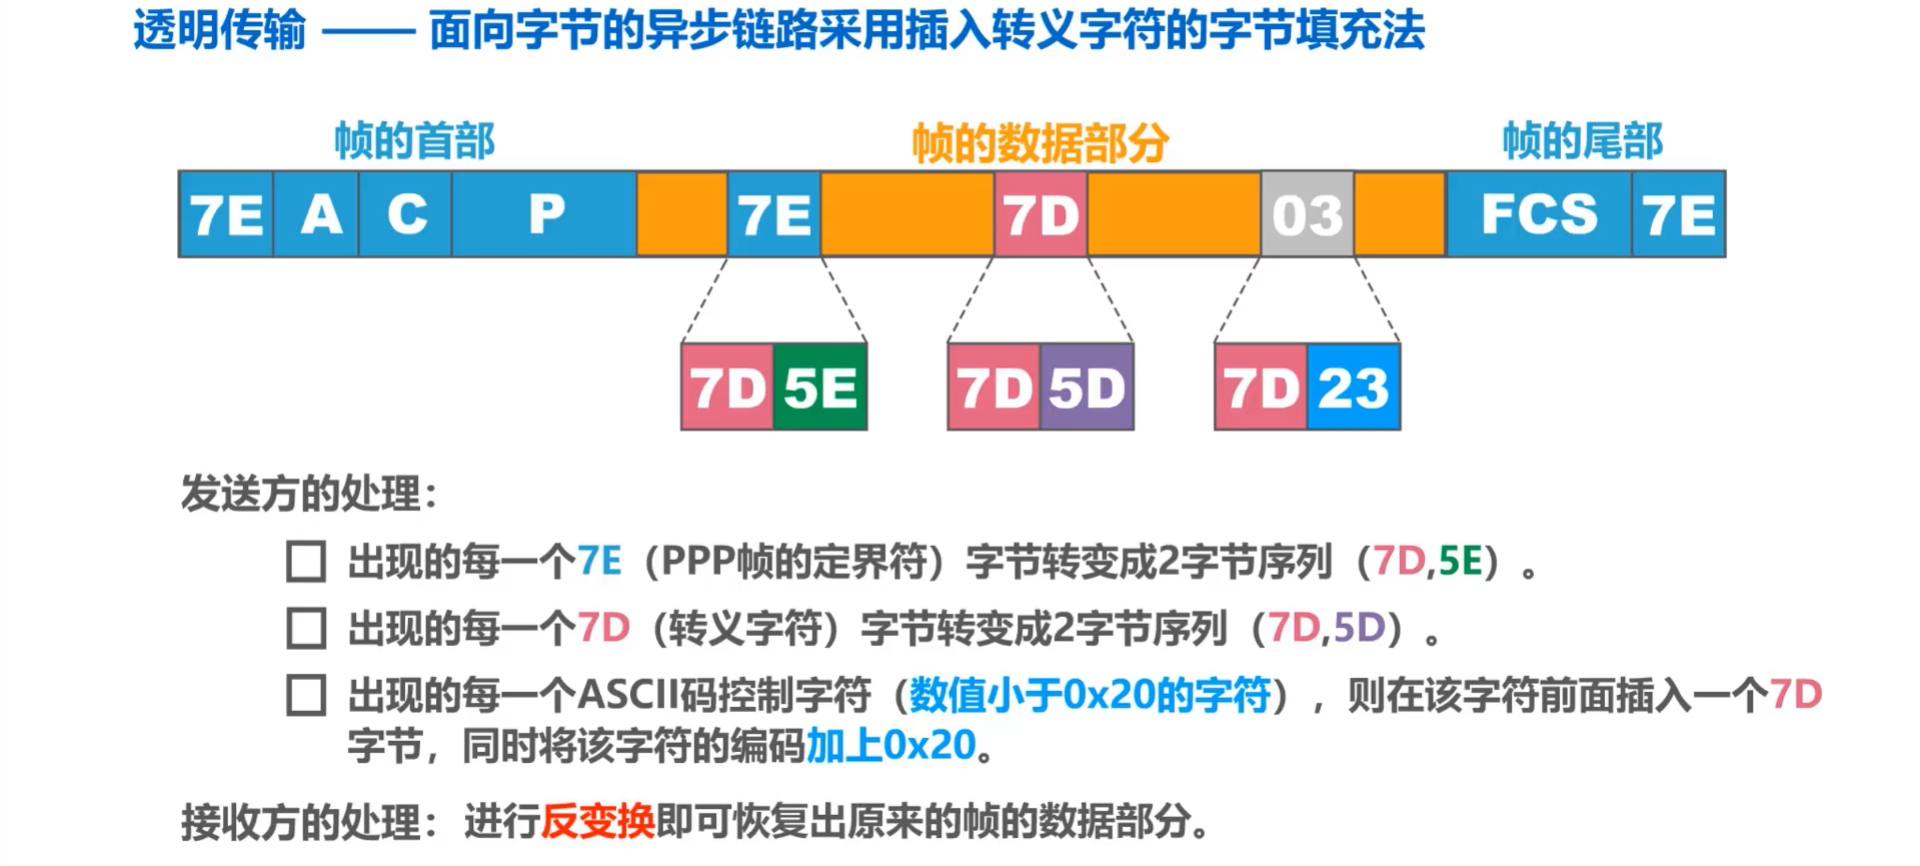 透明传输 —— 面向字节的异步链路采用插入转义字符的字节填充法
帧的首部 帧的数据部分 帧的尾部
7E A C P 7E 7D 03 FCS 7E
7D 5E 7D 5D 7D 23
发送方的处理：
出现的每一个7E（PPP帧的定界符）字节转变成2字节序列（7D,5E）。
出现的每一个7D（转义字符）字节转变成2字节序列（7D,5D）。
出现的每一个ASCII码控制字符（数值小于0x20的字符），则在该字符前面插入一个7D
字节，同时将该字符的编码加上0x20。
接收方的处理：进行反变换即可恢复出原来的帧的数据部分。